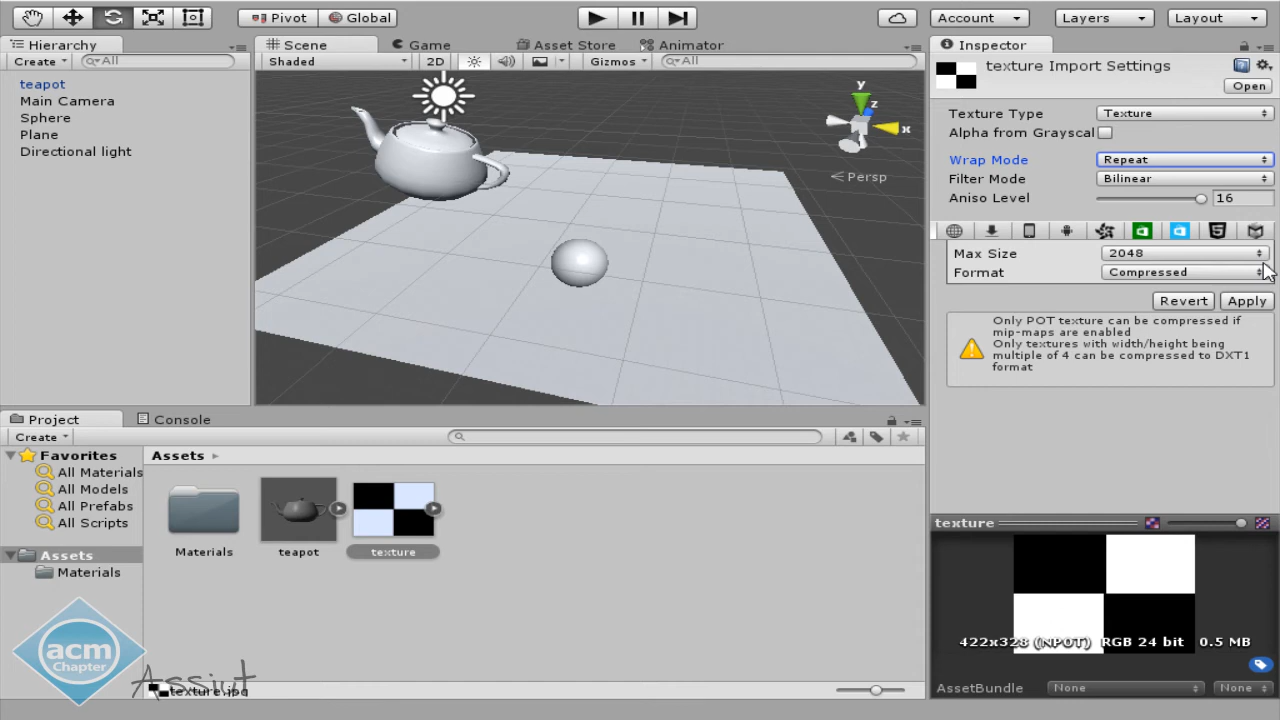 Pivot Global Account Layers Layout
Hierarchy
Create All
teapot
Main Camera
Sphere
Plane
Directional light
Scene Game Asset Store Animator
Shaded 2D Gizmos All
y
z
x
Persp
Inspector
texture Import Settings
Open
Texture Type Texture
Alpha from Grayscal
Wrap Mode Repeat
Filter Mode Bilinear
Aniso Level 16
Max Size 2048
Format Compressed
Revert Apply
Only POT texture can be compressed if
mip-maps are enabled
Only textures with width/height being
multiple of 4 can be compressed to DXT1
format
Project Console
Create
Favorites
All Materials
All Models
All Prefabs
All Scripts
Assets
Materials
Assets
Materials teapot texture
texture.jpg
acm
Chapter
Assiut
texture
422x328 (NPOT) RGB 24 bit 0.5 MB
AssetBundle None None